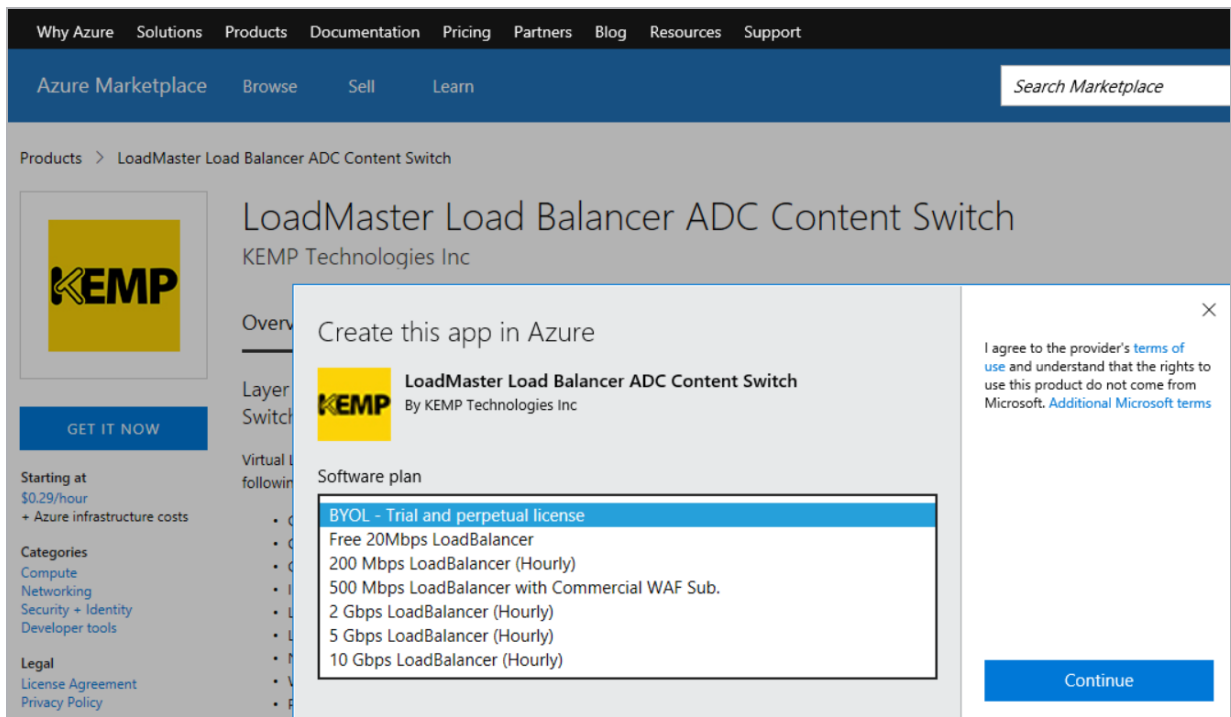 Why Azure Solutions Products Documentation Pricing Partners Blog Resources Support
Azure Marketplace Browse Sell Learn Search Marketplace
Products > LoadMaster Load Balancer ADC Content Switch
KEMP
LoadMaster Load Balancer ADC Content Switch
KEMP Technologies Inc
GET IT NOW
Starting at
$0.29/hour
+ Azure infrastructure costs
Categories
Compute
Networking
Security + Identity
Developer tools
Legal
License Agreement
Privacy Policy
Layer
Virtual
Create this app in Azure
KEMP
LoadMaster Load Balancer ADC Content Switch
By KEMP Technologies Inc
Software plan
BYOL - Trial and perpetual license
Free 20Mbps LoadBalancer
200 Mbps LoadBalancer (Hourly)
500 Mbps LoadBalancer with Commercial WAF Sub.
2 Gbps LoadBalancer (Hourly)
5 Gbps LoadBalancer (Hourly)
10 Gbps LoadBalancer (Hourly)
I agree to the provider's terms of
use and understand that the rights to
use this product do not come from
Microsoft. Additional Microsoft terms
Continue